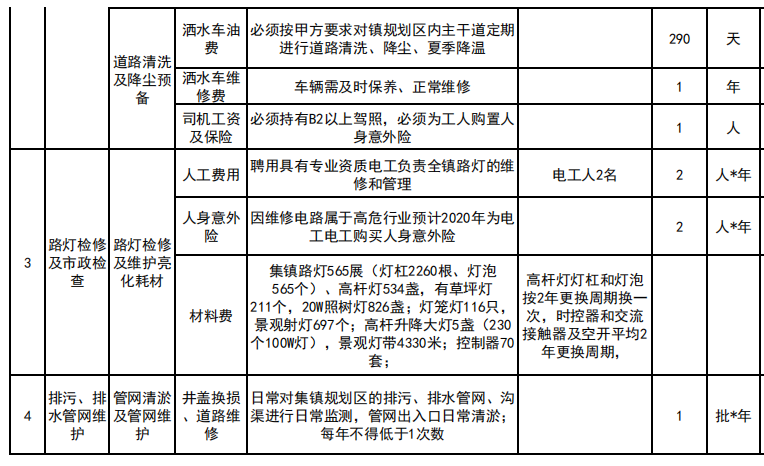 道路清洗
及降尘预
备
洒水车油
费
必须按甲方要求对镇规划区内主干道定期
进行道路清洗、降尘、夏季降温
290
天
洒水车维
修费
车辆需及时保养、正常维修
1
年
司机工资
及保险
必须持有B2以上驾照，必须为工人购置人
身意外险
1
人
3
路灯检修
及市政检
查
路灯检修
及维护亮
化耗材
人工费用
聘用具有专业资质电工负责全镇路灯的维
修和管理
电工人2名
2
人*年
人身意外
险
因维修电路属于高危行业预计2020年为电
工电工购买人身意外险
2
人*年
材料费
集镇路灯565展（灯杠2260根、灯泡
565个）、高杆灯534盏，有草坪灯
211个，20W照树灯826盏；灯笼灯116只，
景观射灯697个；高杆升降大灯5盏（230
个100W灯），景观灯带4330米；控制器70
套；
高杆灯灯杠和灯泡
按2年更换周期换一
次，时控器和交流
接触器及空开平均2
年更换周期，
4
排污、排
水管网维
护
管网清淤
及管网维
护
井盖换损
、道路维
修
日常对集镇规划区的排污、排水管网、沟
渠进行日常监测，管网出入口日常清淤；
每年不得低于1次数
1
批*年